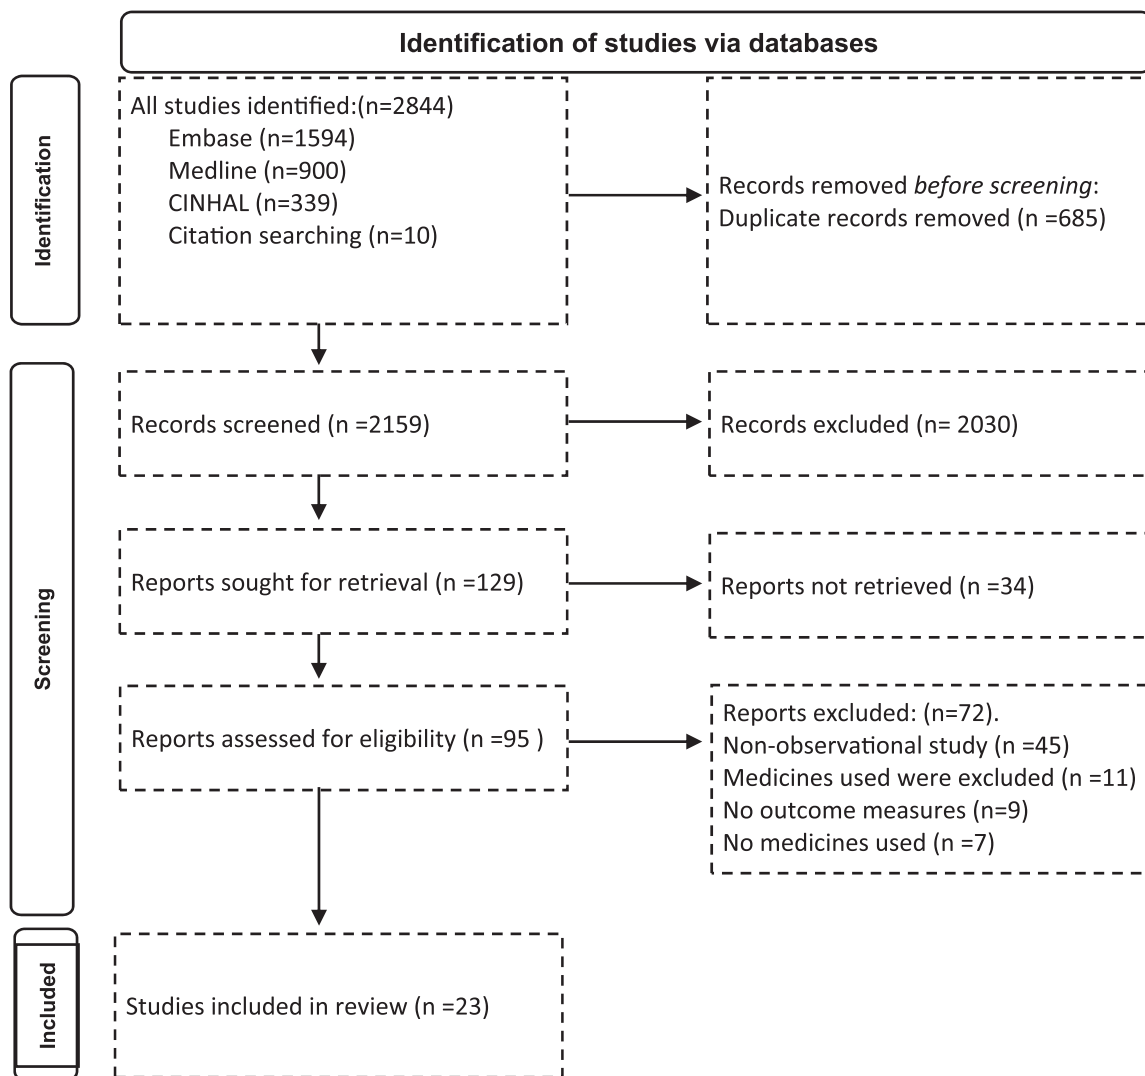 Identification of studies via databases
Identification
All studies identified:(n=2844)
Embase (n=1594)
Medline (n=900)
CINHAL (n=339)
Citation searching (n=10)
Records removed before screening:
Duplicate records removed (n =685)
Screening
Records screened (n =2159)
Records excluded (n= 2030)
Reports sought for retrieval (n =129)
Reports not retrieved (n =34)
Reports assessed for eligibility (n =95 )
Reports excluded: (n=72).
Non-observational study (n =45)
Medicines used were excluded (n =11)
No outcome measures (n=9)
No medicines used (n =7)
Included
Studies included in review (n =23)